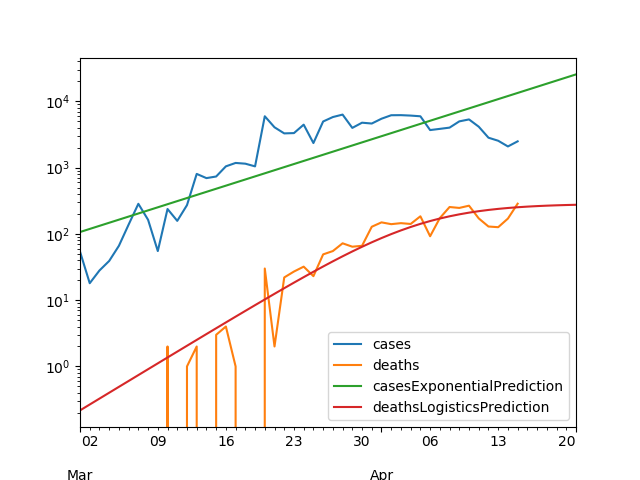 10^4
10^3
10^2
10^1
10^0
cases
deaths
casesExponentialPrediction
deathsLogisticsPrediction
02 09 16 23 30 06 13 20
Mar Apr